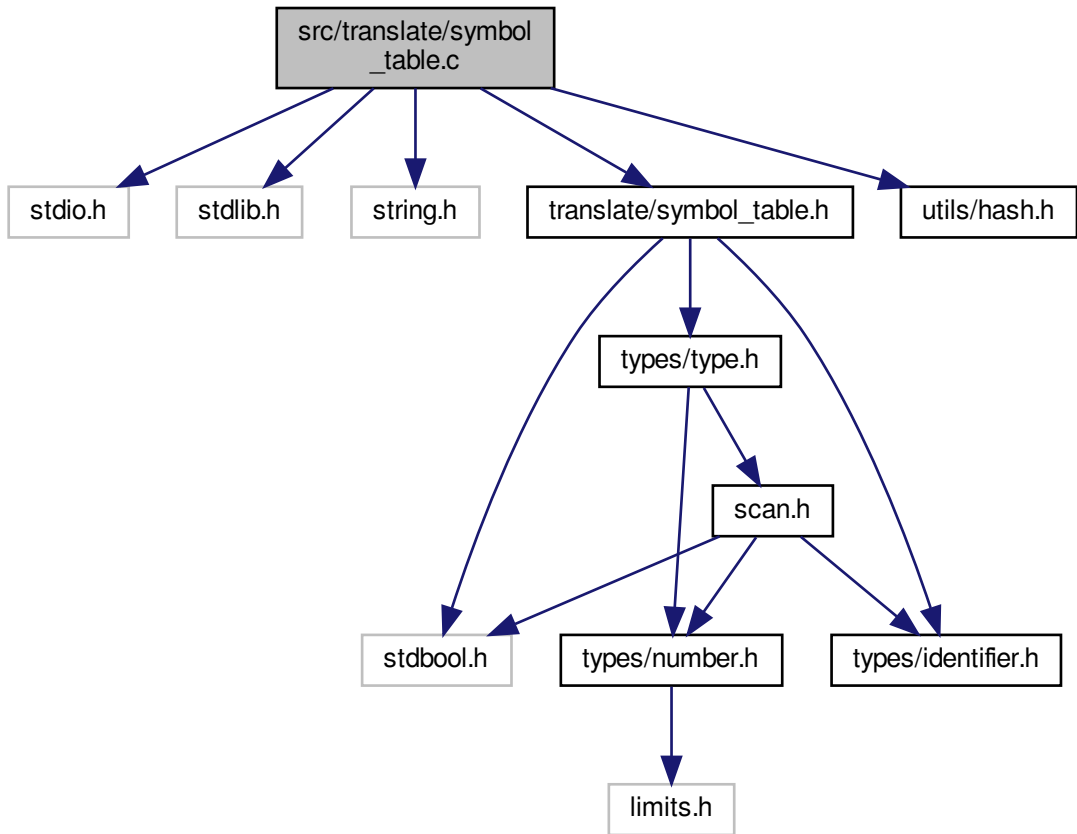 src/translate/symbol
_table.c
stdio.h
stdlib.h
string.h
translate/symbol_table.h
utils/hash.h
types/type.h
scan.h
stdbool.h
types/number.h
types/identifier.h
limits.h